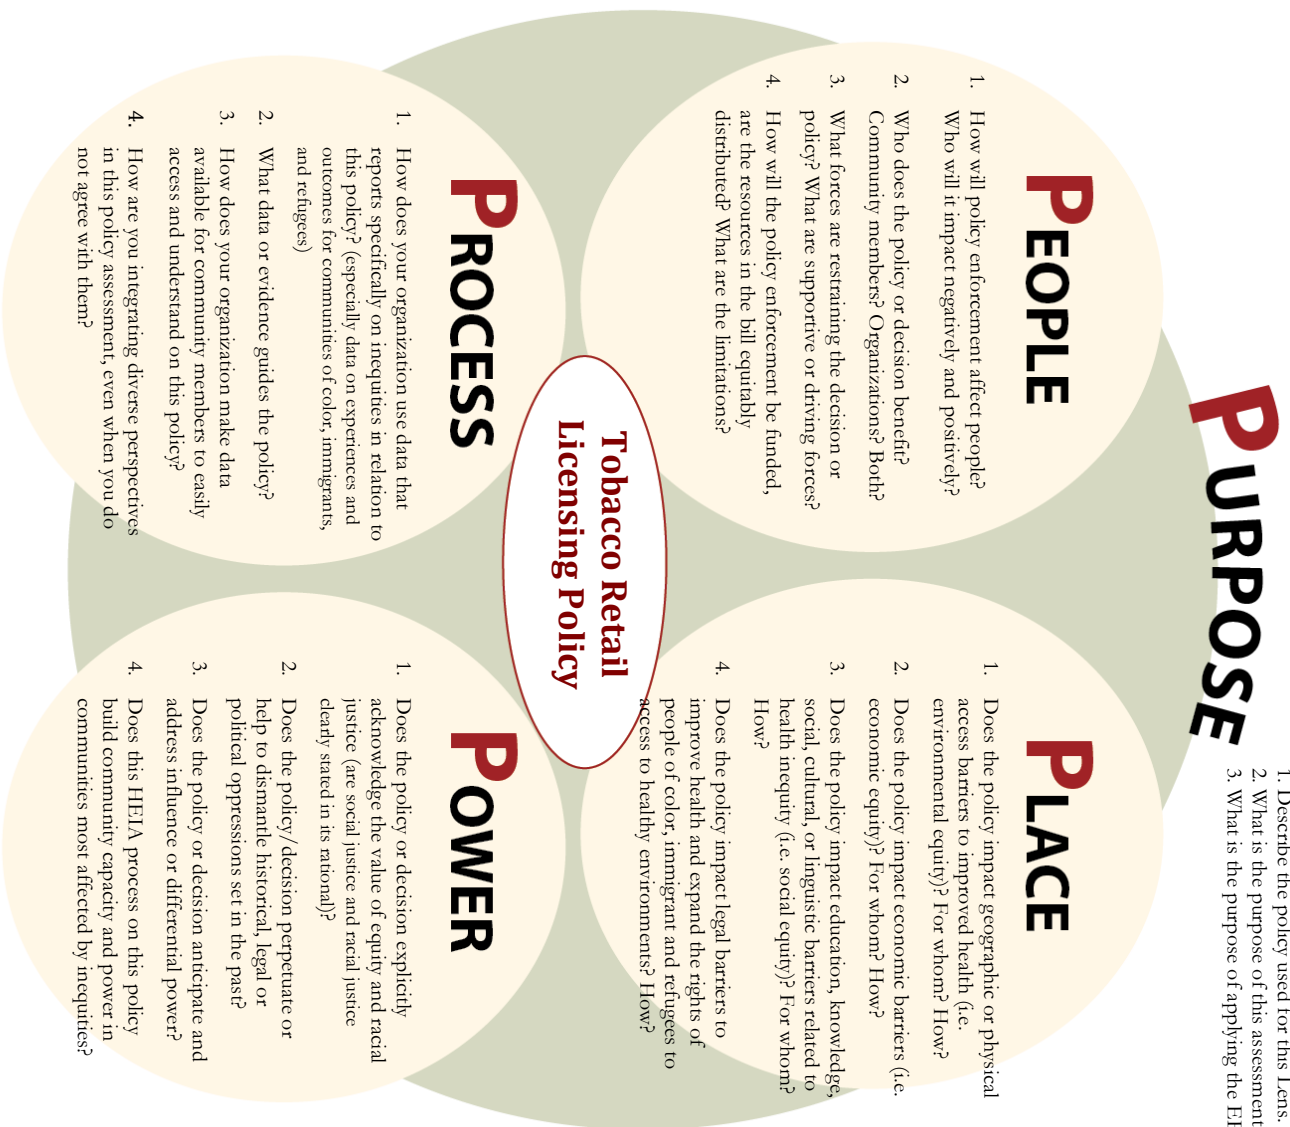 PURPOSE
1. Describe the policy used for this Lens.
2. What is the purpose of this assessment
3. What is the purpose of applying the
PEOPLE
1. How will policy enforcement affect people?
Who will it impact negatively and positively?
2. Who does the policy or decision benefit?
Community members? Organizations? Both?
3. What forces are restraining the decision or
policy? What are supportive or driving forces?
4. How will the policy enforcement be funded,
are the resources in the bill equitably
distributed? What are the limitations?
PLACE
1. Does the policy impact geographic or physical
access barriers to improved health (i.e.
environmental equity)? For whom? How?
2. Does the policy impact economic barriers (i.e.
economic equity)? For whom? How?
3. Does the policy impact education, knowledge,
social, cultural, or linguistic barriers related to
health inequity (i.e. social equity)? For whom?
How?
4. Does the policy impact legal barriers to
improve health and expand the rights of
people of color, immigrant and refugees to
access to healthy environments? How?
Tobacco Retail
Licensing Policy
PROCESS
1. How does your organization use data that
reports specifically on inequities in relation to
this policy? (especially data on experiences and
outcomes for communities of color, immigrants,
and refugees)
2. What data or evidence guides the policy?
3. How does your organization make data
available for community members to easily
access and understand on this policy?
4. How are you integrating diverse perspectives
in this policy assessment, even when you do
not agree with them?
POWER
1. Does the policy or decision explicitly
acknowledge the value of equity and racial
justice (are social justice and racial justice
clearly stated in its rational)?
2. Does the policy/decision perpetuate or
help to dismantle historical, legal or
political oppressions set in the past?
3. Does the policy or decision anticipate and
address influence or differential power?
4. Does this HEIA process on this policy
build community capacity and power in
communities most affected by inequities?